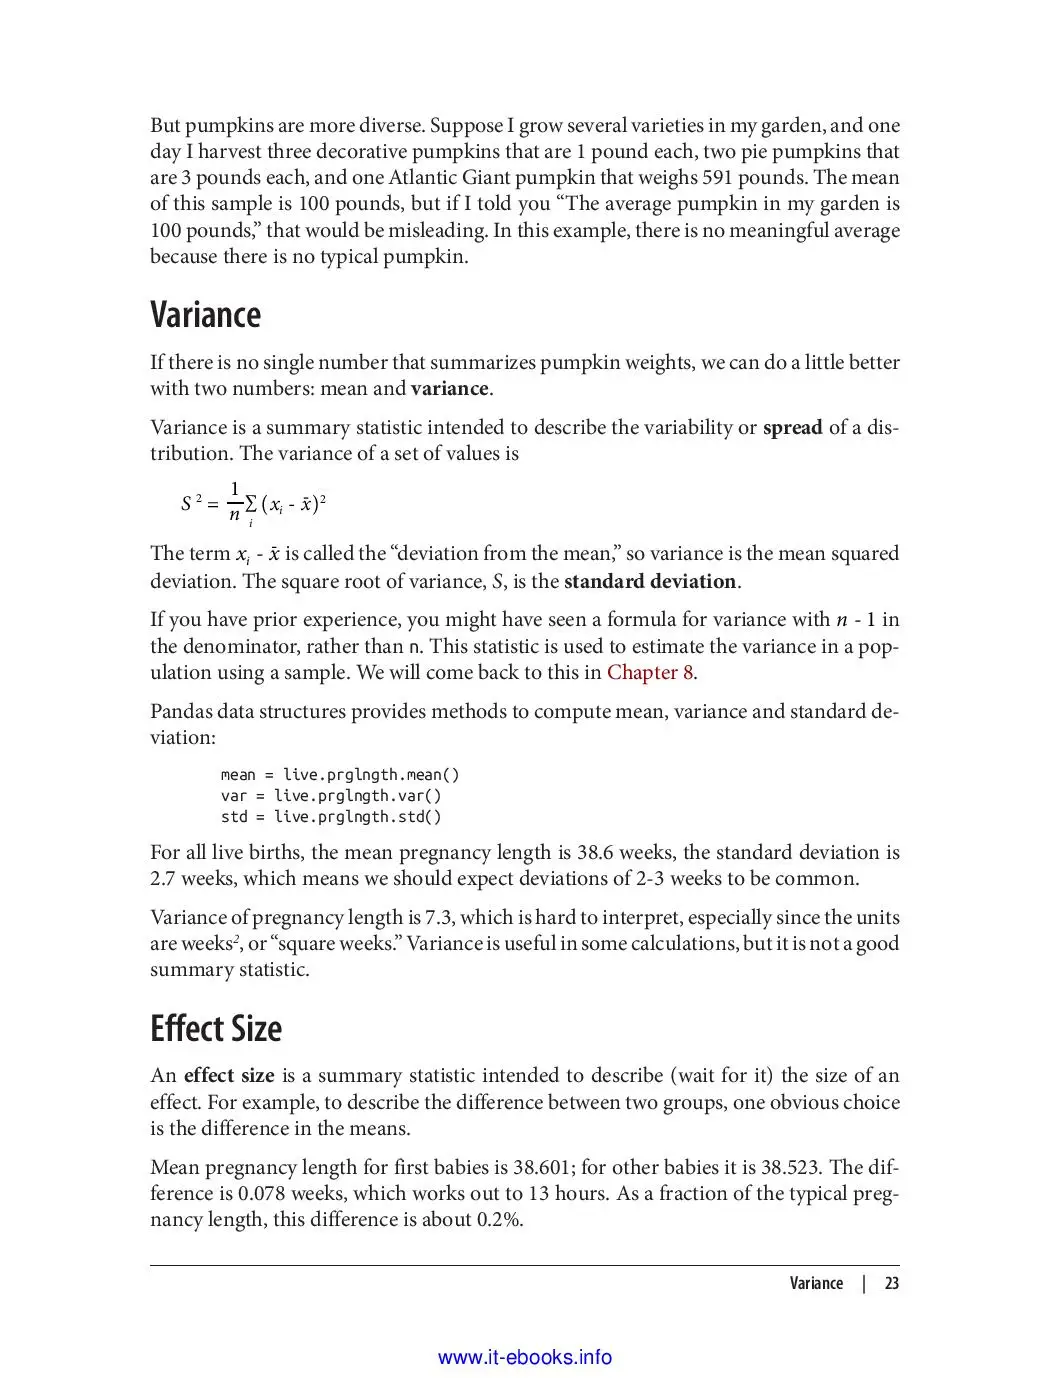 But pumpkins are more diverse. Suppose I grow several varieties in my garden, and one
day I harvest three decorative pumpkins that are 1 pound each, two pie pumpkins that
are 3 pounds each, and one Atlantic Giant pumpkin that weighs 591 pounds. The mean
of this sample is 100 pounds, but if I told you “The average pumpkin in my garden is
100 pounds,” that would be misleading. In this example, there is no meaningful average
because there is no typical pumpkin.
Variance
If there is no single number that summarizes pumpkin weights, we can do a little better
with two numbers: mean and variance.
Variance is a summary statistic intended to describe the variability or spread of a dis-
tribution. The variance of a set of values is
S² = 1/n ∑i (xi - x̄)²
The term xi - x̄ is called the “deviation from the mean,” so variance is the mean squared
deviation. The square root of variance, S, is the standard deviation.
If you have prior experience, you might have seen a formula for variance with n - 1 in
the denominator, rather than n. This statistic is used to estimate the variance in a pop-
ulation using a sample. We will come back to this in Chapter 8.
Pandas data structures provides methods to compute mean, variance and standard de-
viation:
mean = live.prglngth.mean()
var = live.prglngth.var()
std = live.prglngth.std()
For all live births, the mean pregnancy length is 38.6 weeks, the standard deviation is
2.7 weeks, which means we should expect deviations of 2-3 weeks to be common.
Variance of pregnancy length is 7.3, which is hard to interpret, especially since the units
are weeks², or “square weeks.” Variance is useful in some calculations, but it is not a good
summary statistic.
Effect Size
An effect size is a summary statistic intended to describe (wait for it) the size of an
effect. For example, to describe the difference between two groups, one obvious choice
is the difference in the means.
Mean pregnancy length for first babies is 38.601; for other babies it is 38.523. The dif-
ference is 0.078 weeks, which works out to 13 hours. As a fraction of the typical preg-
nancy length, this difference is about 0.2%.
Variance | 23
www.it-ebooks.info